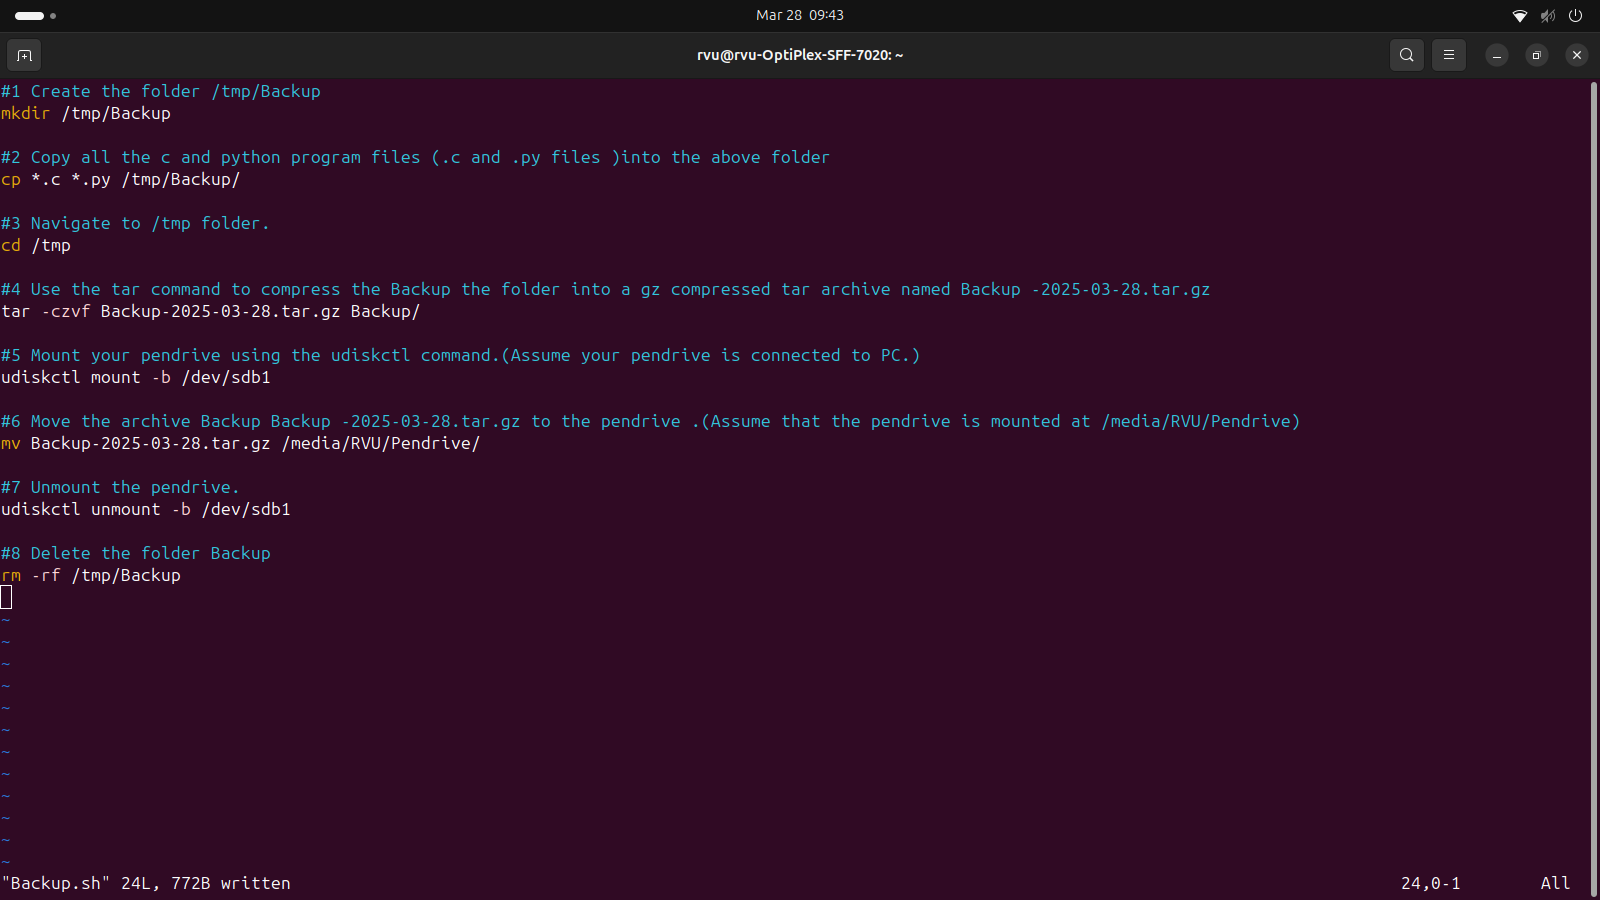 Mar 28 09:43
rvu@rvu-OptiPlex-SFF-7020: ~
#1 Create the folder /tmp/Backup
mkdir /tmp/Backup
#2 Copy all the c and python program files (.c and .py files )into the above folder
cp *.c *.py /tmp/Backup/
#3 Navigate to /tmp folder.
cd /tmp
#4 Use the tar command to compress the Backup the folder into a gz compressed tar archive named Backup -2025-03-28.tar.gz
tar -czvf Backup-2025-03-28.tar.gz Backup/
#5 Mount your pendrive using the udiskctl command.(Assume your pendrive is connected to PC.)
udiskctl mount -b /dev/sdb1
#6 Move the archive Backup Backup -2025-03-28.tar.gz to the pendrive .(Assume that the pendrive is mounted at /media/RVU/Pendrive)
mv Backup-2025-03-28.tar.gz /media/RVU/Pendrive/
#7 Unmount the pendrive.
udiskctl unmount -b /dev/sdb1
#8 Delete the folder Backup
rm -rf /tmp/Backup
~
~
~
~
~
~
~
~
~
~
~
~
"Backup.sh" 24L, 772B written 24,0-1 All